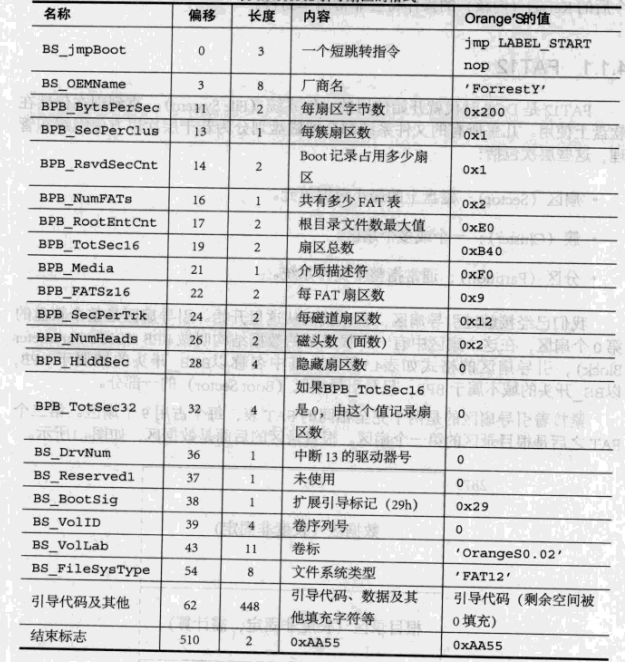 名称 偏移 长度 内容 Orange'S的值
BS_jmpBoot 0 3 一个短跳转指令 jmp LABEL_START
nop
BS_OEMName 3 8 厂商名 'ForrestY'
BPB_BytsPerSec 11 2 每扇区字节数 0x200
BPB_SecPerClus 13 1 每簇扇区数 0x1
BPB_RsvdSecCnt 14 2 Boot记录占用多少扇
区 0x1
BPB_NumFATs 16 1 共有多少FAT表 0x2
BPB_RootEntCnt 17 2 根目录文件数最大值 0xE0
BPB_TotSec16 19 2 扇区总数 0xB40
BPB_Media 21 1 介质描述符 0xF0
BPB_FATSz16 22 2 每FAT扇区数 0x9
BPB_SecPerTrk 24 2 每磁道扇区数 0x12
BPB_NumHeads 26 2 磁头数（面数） 0x2
BPB_HiddSec 28 4 隐藏扇区数 0
BPB_TotSec32 32 4 如果BPB_TotSec16
是0，由这个值记录扇
区数 0
BS_DrvNum 36 1 中断13的驱动器号 0
BS_Reserved1 37 1 未使用 0
BS_BootSig 38 1 扩展引导标记（29h） 0x29
BS_VolID 39 4 卷序列号 0
BS_VolLab 43 11 卷标 'OrangeS0.02'
BS_FileSysType 54 8 文件系统类型 'FAT12'
引导代码及其他 62 448 引导代码、数据及其 引导代码（剩余空间被
他填充字符等 0填充）
结束标志 510 2 0xAA55 0xAA55